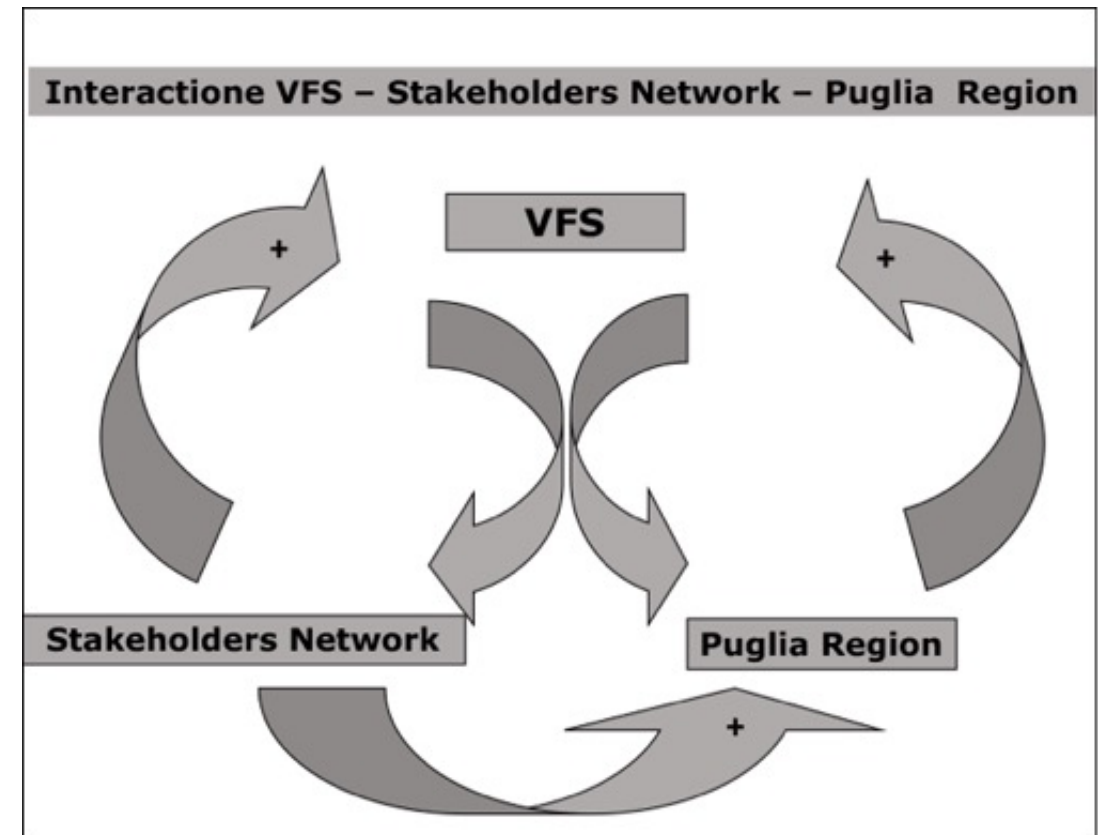 Interactione VFS – Stakeholders Network – Puglia Region
VFS
+
+
Stakeholders Network
Puglia Region
+